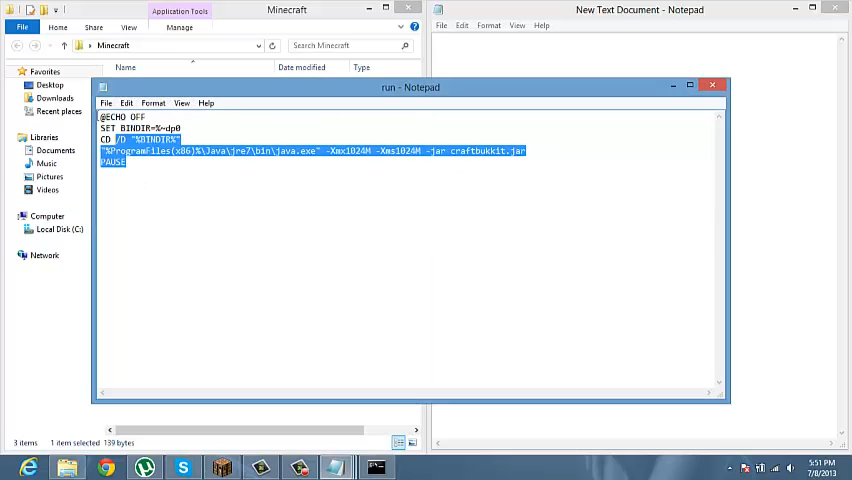 Application Tools
Minecraft
File
Home
Share
View
Manage
Minecraft
Search Minecraft
Name
Date modified
Favorites
Desktop
Downloads
Recent places
Libraries
Documents
Music
Pictures
Videos
Computer
Local Disk (C:)
Network
3 items 1 item selected 139 bytes
New Text Document - Notepad
File Edit Format View Help
run - Notepad
File Edit Format View Help
@ECHO OFF
SET BINDIR=%~dp0
CD /D "%BINDIR%"
"%ProgramFiles(x86)%\Java\jre7\bin\java.exe" -Xmx1024M -Xms1024M -jar craftbukkit.jar
PAUSE
5:51 PM
7/8/2013